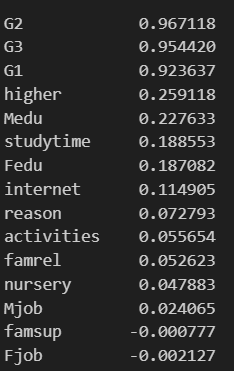 G2 0.967118
G3 0.954420
G1 0.923637
higher 0.259118
Medu 0.227633
studytime 0.188553
Fedu 0.187082
internet 0.114905
reason 0.072793
activities 0.055654
famrel 0.052623
nursery 0.047883
Mjob 0.024065
famsup -0.000777
Fjob -0.002127